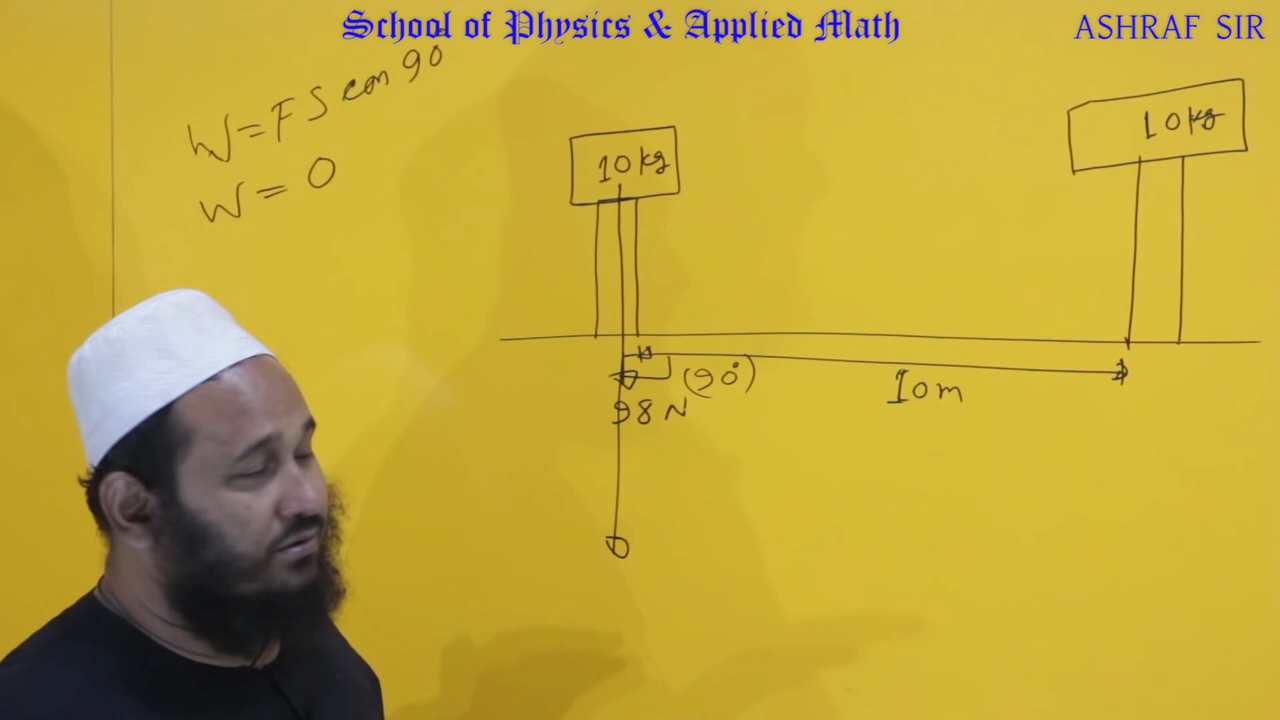 School of Physics & Applied Math
ASHRAF SIR
W = F S cos 90°
W = 0
10 kg
10 kg
(90°)
10 m
98 N